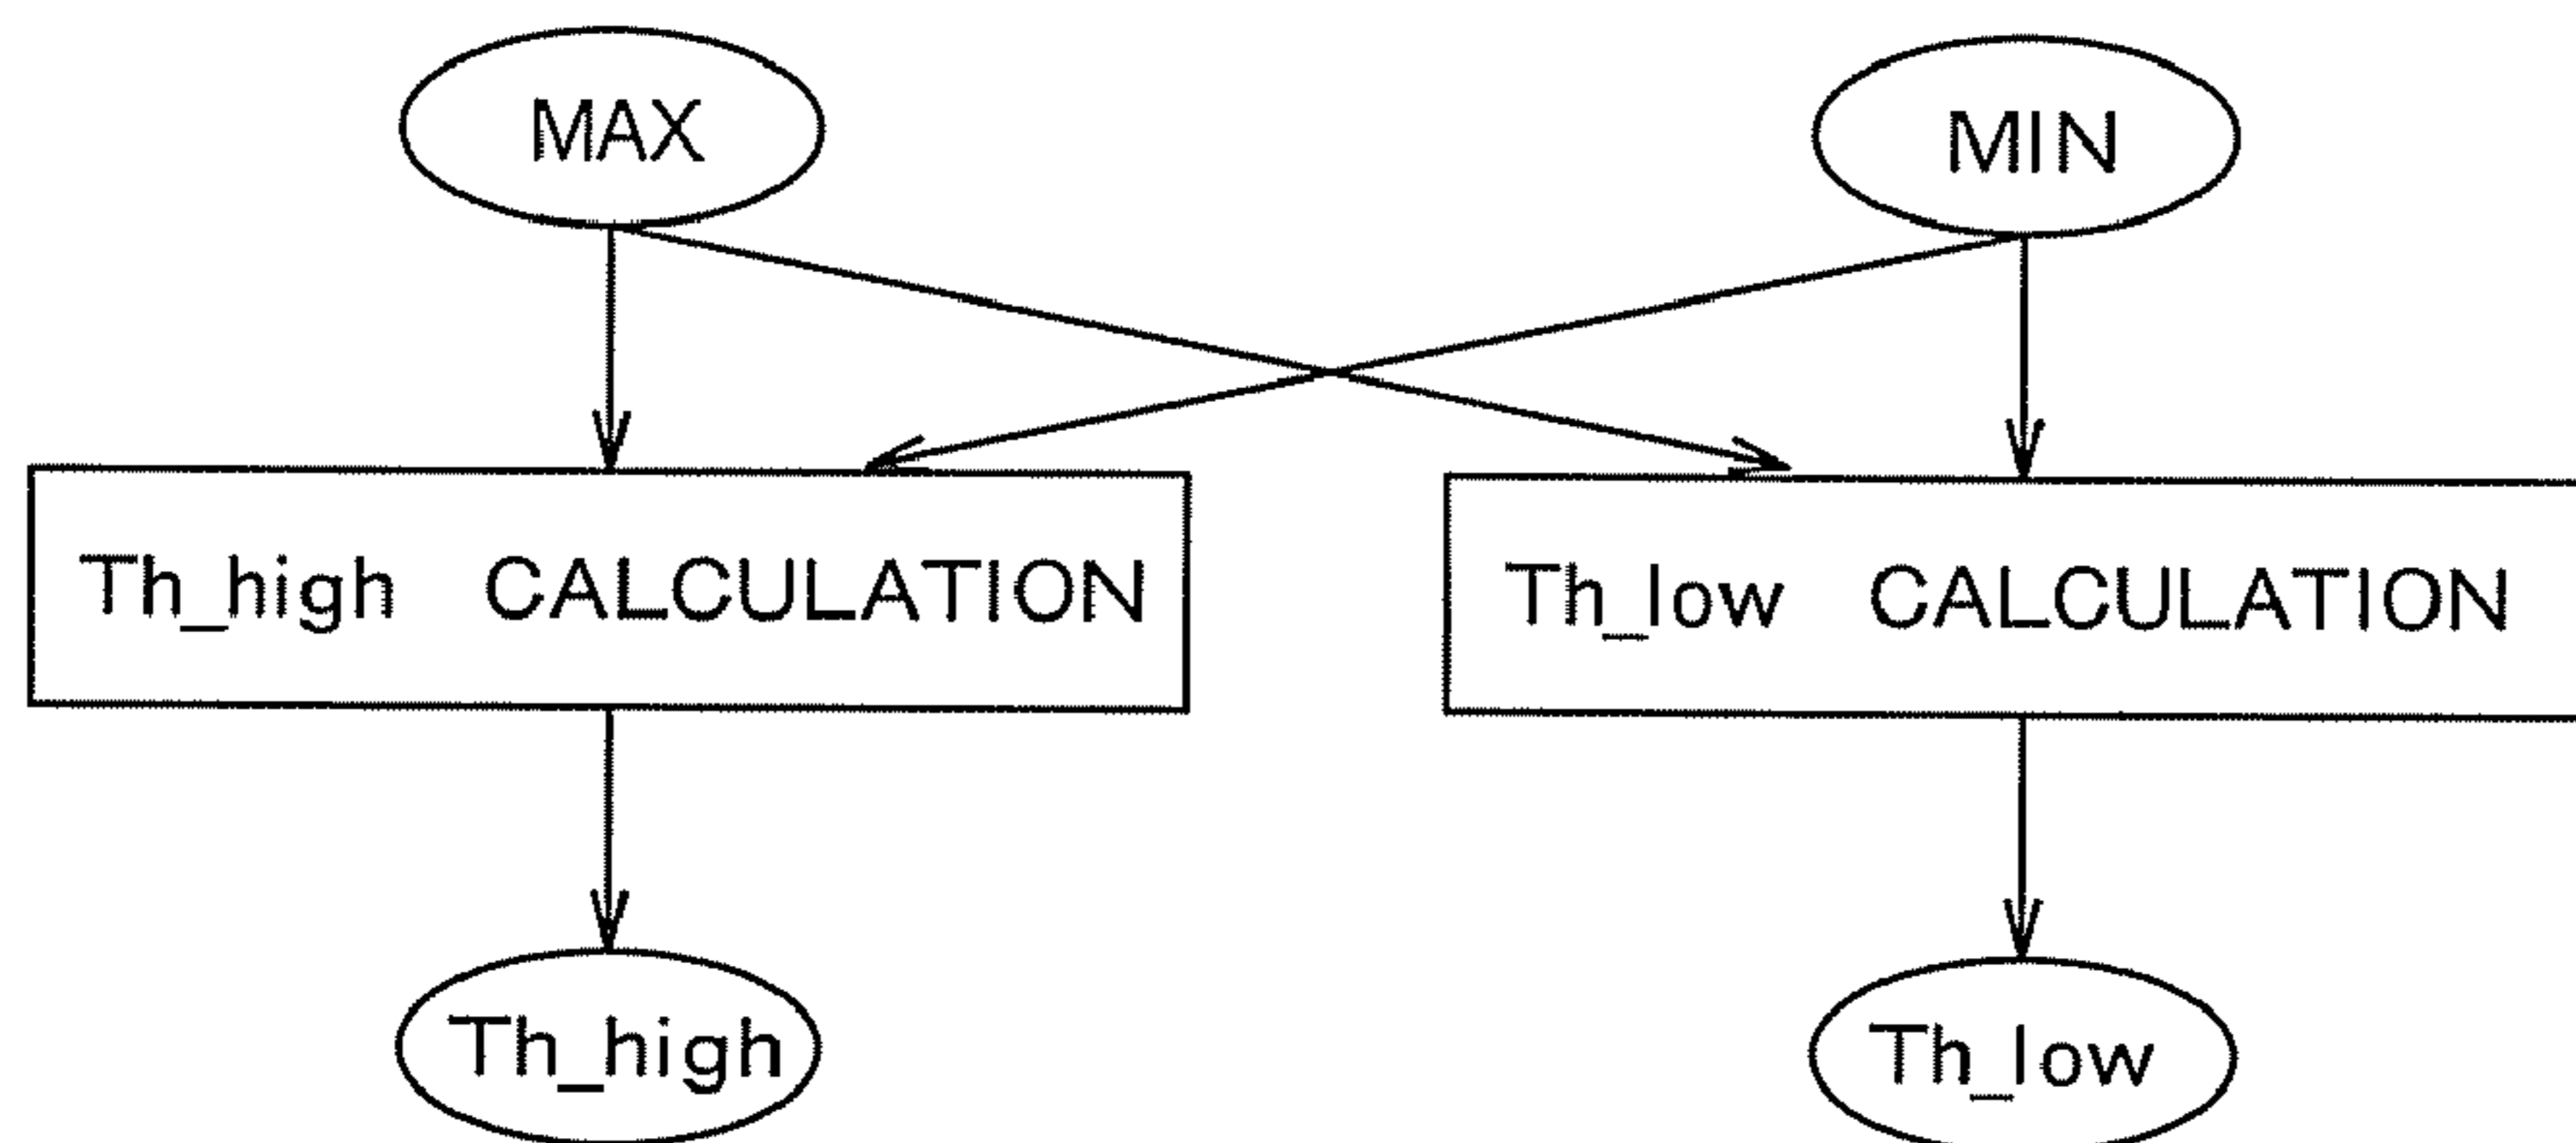 MAX
MIN
Th_high CALCULATION
Th_low CALCULATION
Th_high
Th_low